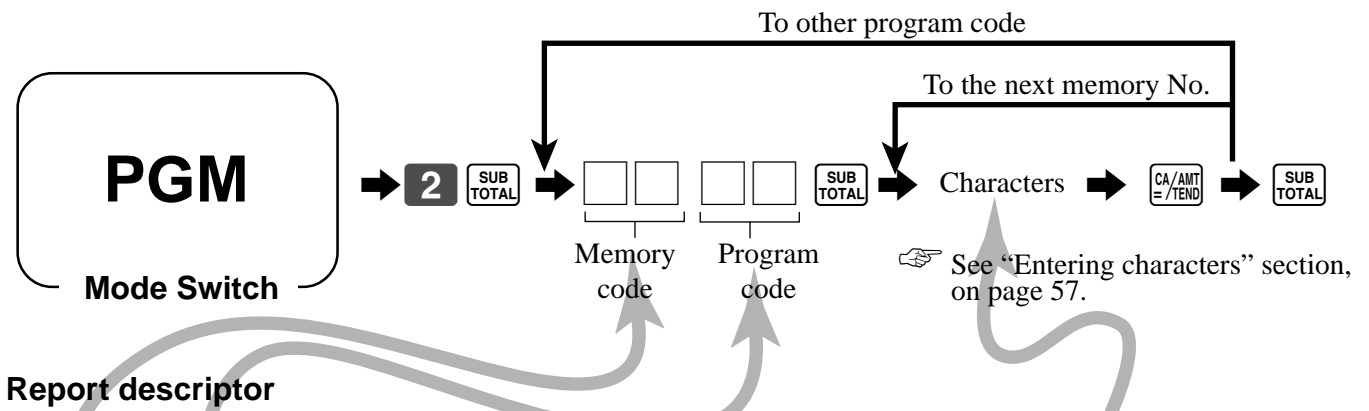 To other program code
To the next memory No.
PGM
2 SUB TOTAL
SUB TOTAL
Characters
CA/AMT = /TEND
SUB TOTAL
Memory code
Program code
Mode Switch
☞ See “Entering characters” section,
on page 57.
Report descriptor